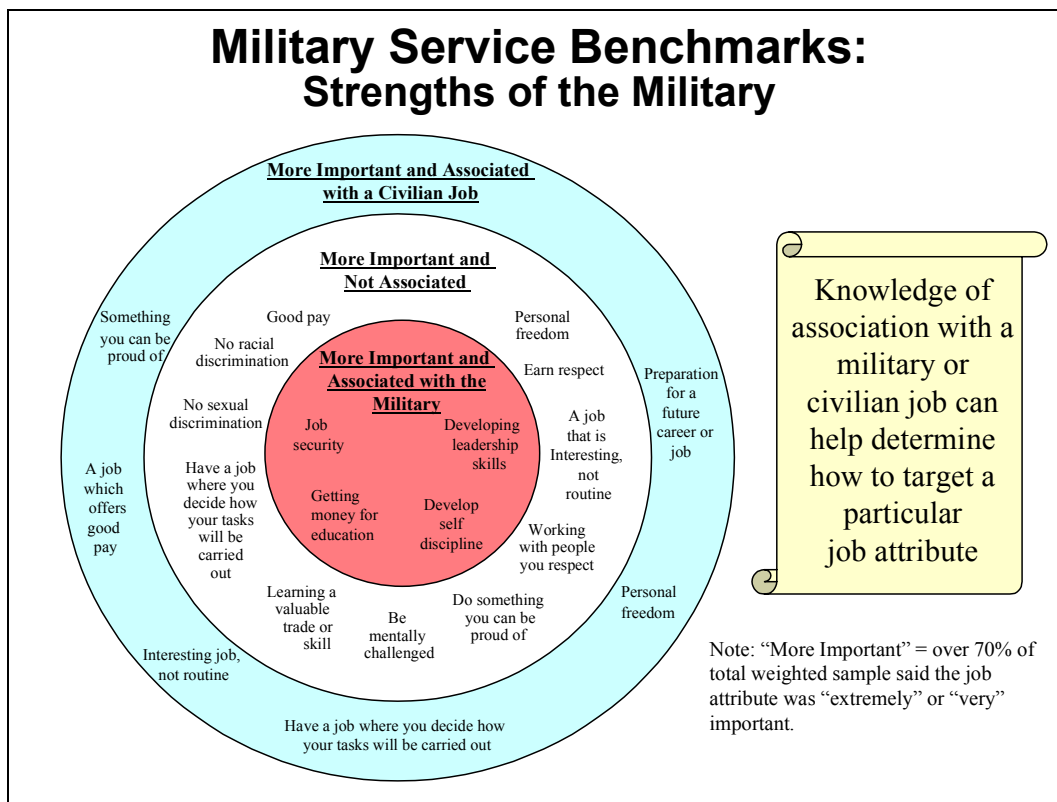 Military Service Benchmarks:
Strengths of the Military
More Important and Associated
with a Civilian Job
More Important and
Not Associated
More Important and
Associated with the
Military
Something
you can be
proud of
A job
which
offers
good
pay
Interesting job,
not routine
Have a job where you decide how
your tasks will be carried out
Personal
freedom
Preparation
for a
future
career or
job
Good pay
No racial
discrimination
No sexual
discrimination
Have a job
where you
decide how
your tasks
will be
carried
out
Learning a
valuable
trade or
skill
Be
mentally
challenged
Do something
you can be
proud of
Working
with people
you respect
A job
that is
Interesting,
not
routine
Earn respect
Personal
freedom
Job
security
Developing
leadership
skills
Getting
money for
education
Develop
self
discipline
Knowledge of
association with a
military or
civilian job can
help determine
how to target a
particular
job attribute
Note: “More Important” = over 70% of
total weighted sample said the job
attribute was “extremely” or “very”
important.